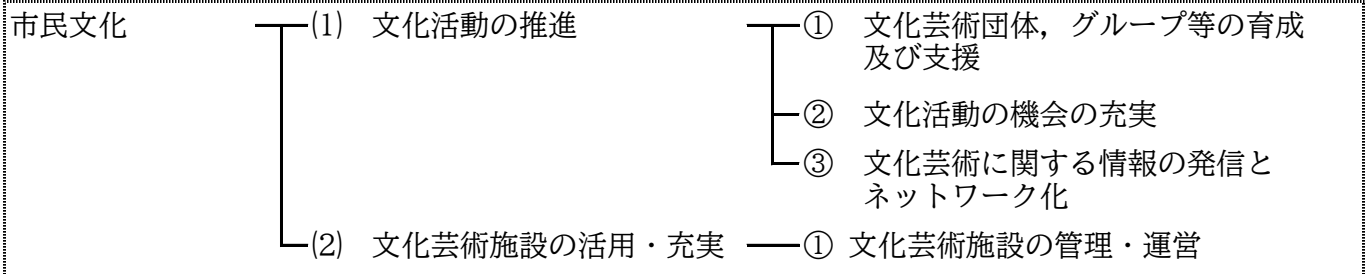 市民文化 ⑴ 文化活動の推進 ① 文化芸術団体，グループ等の育成
及び支援
② 文化活動の機会の充実
③ 文化芸術に関する情報の発信と
ネットワーク化
⑵ 文化芸術施設の活用・充実 ① 文化芸術施設の管理・運営